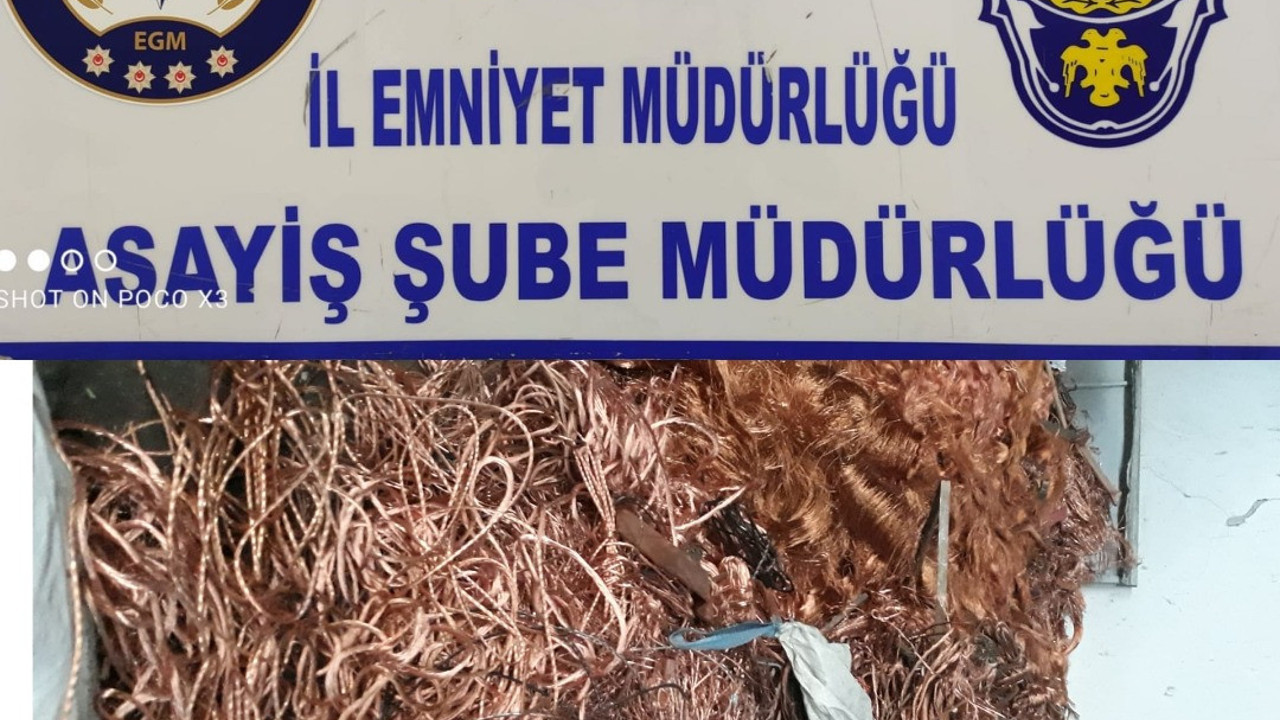 EGM
İL EMNİYET MÜDÜRLÜĞÜ
ASAYİŞ ŞUBE MÜDÜRLÜĞÜ
SHOT ON POCO X3